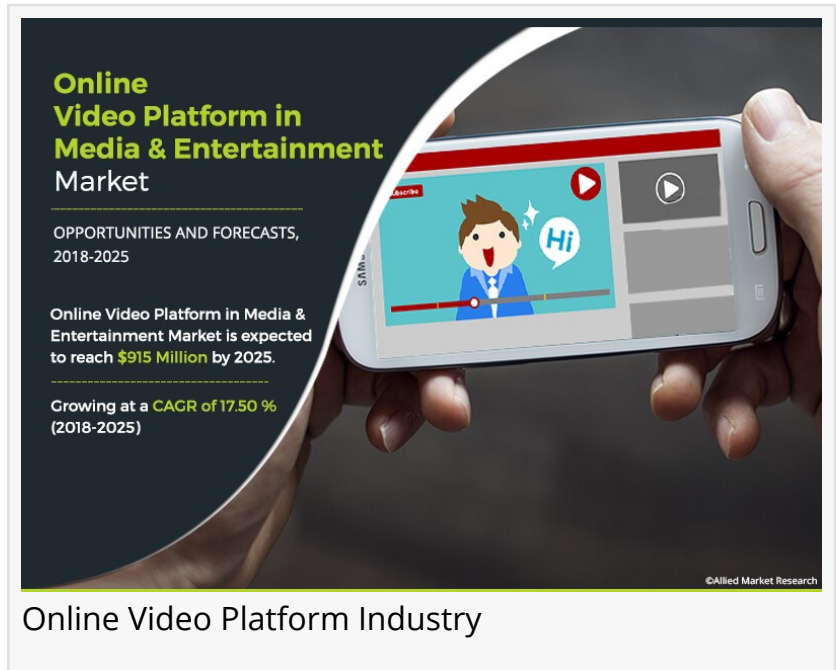 Online
Video Platform in
Media & Entertainment
Market
OPPORTUNITIES AND FORECASTS,
2018-2025
Online Video Platform in Media &
Entertainment Market is expected
to reach $915 Million by 2025.
Growing at a CAGR of 17.50 %
(2018-2025)
subscribe
Hi
SAMS
©Allied Market Research
Online Video Platform Industry